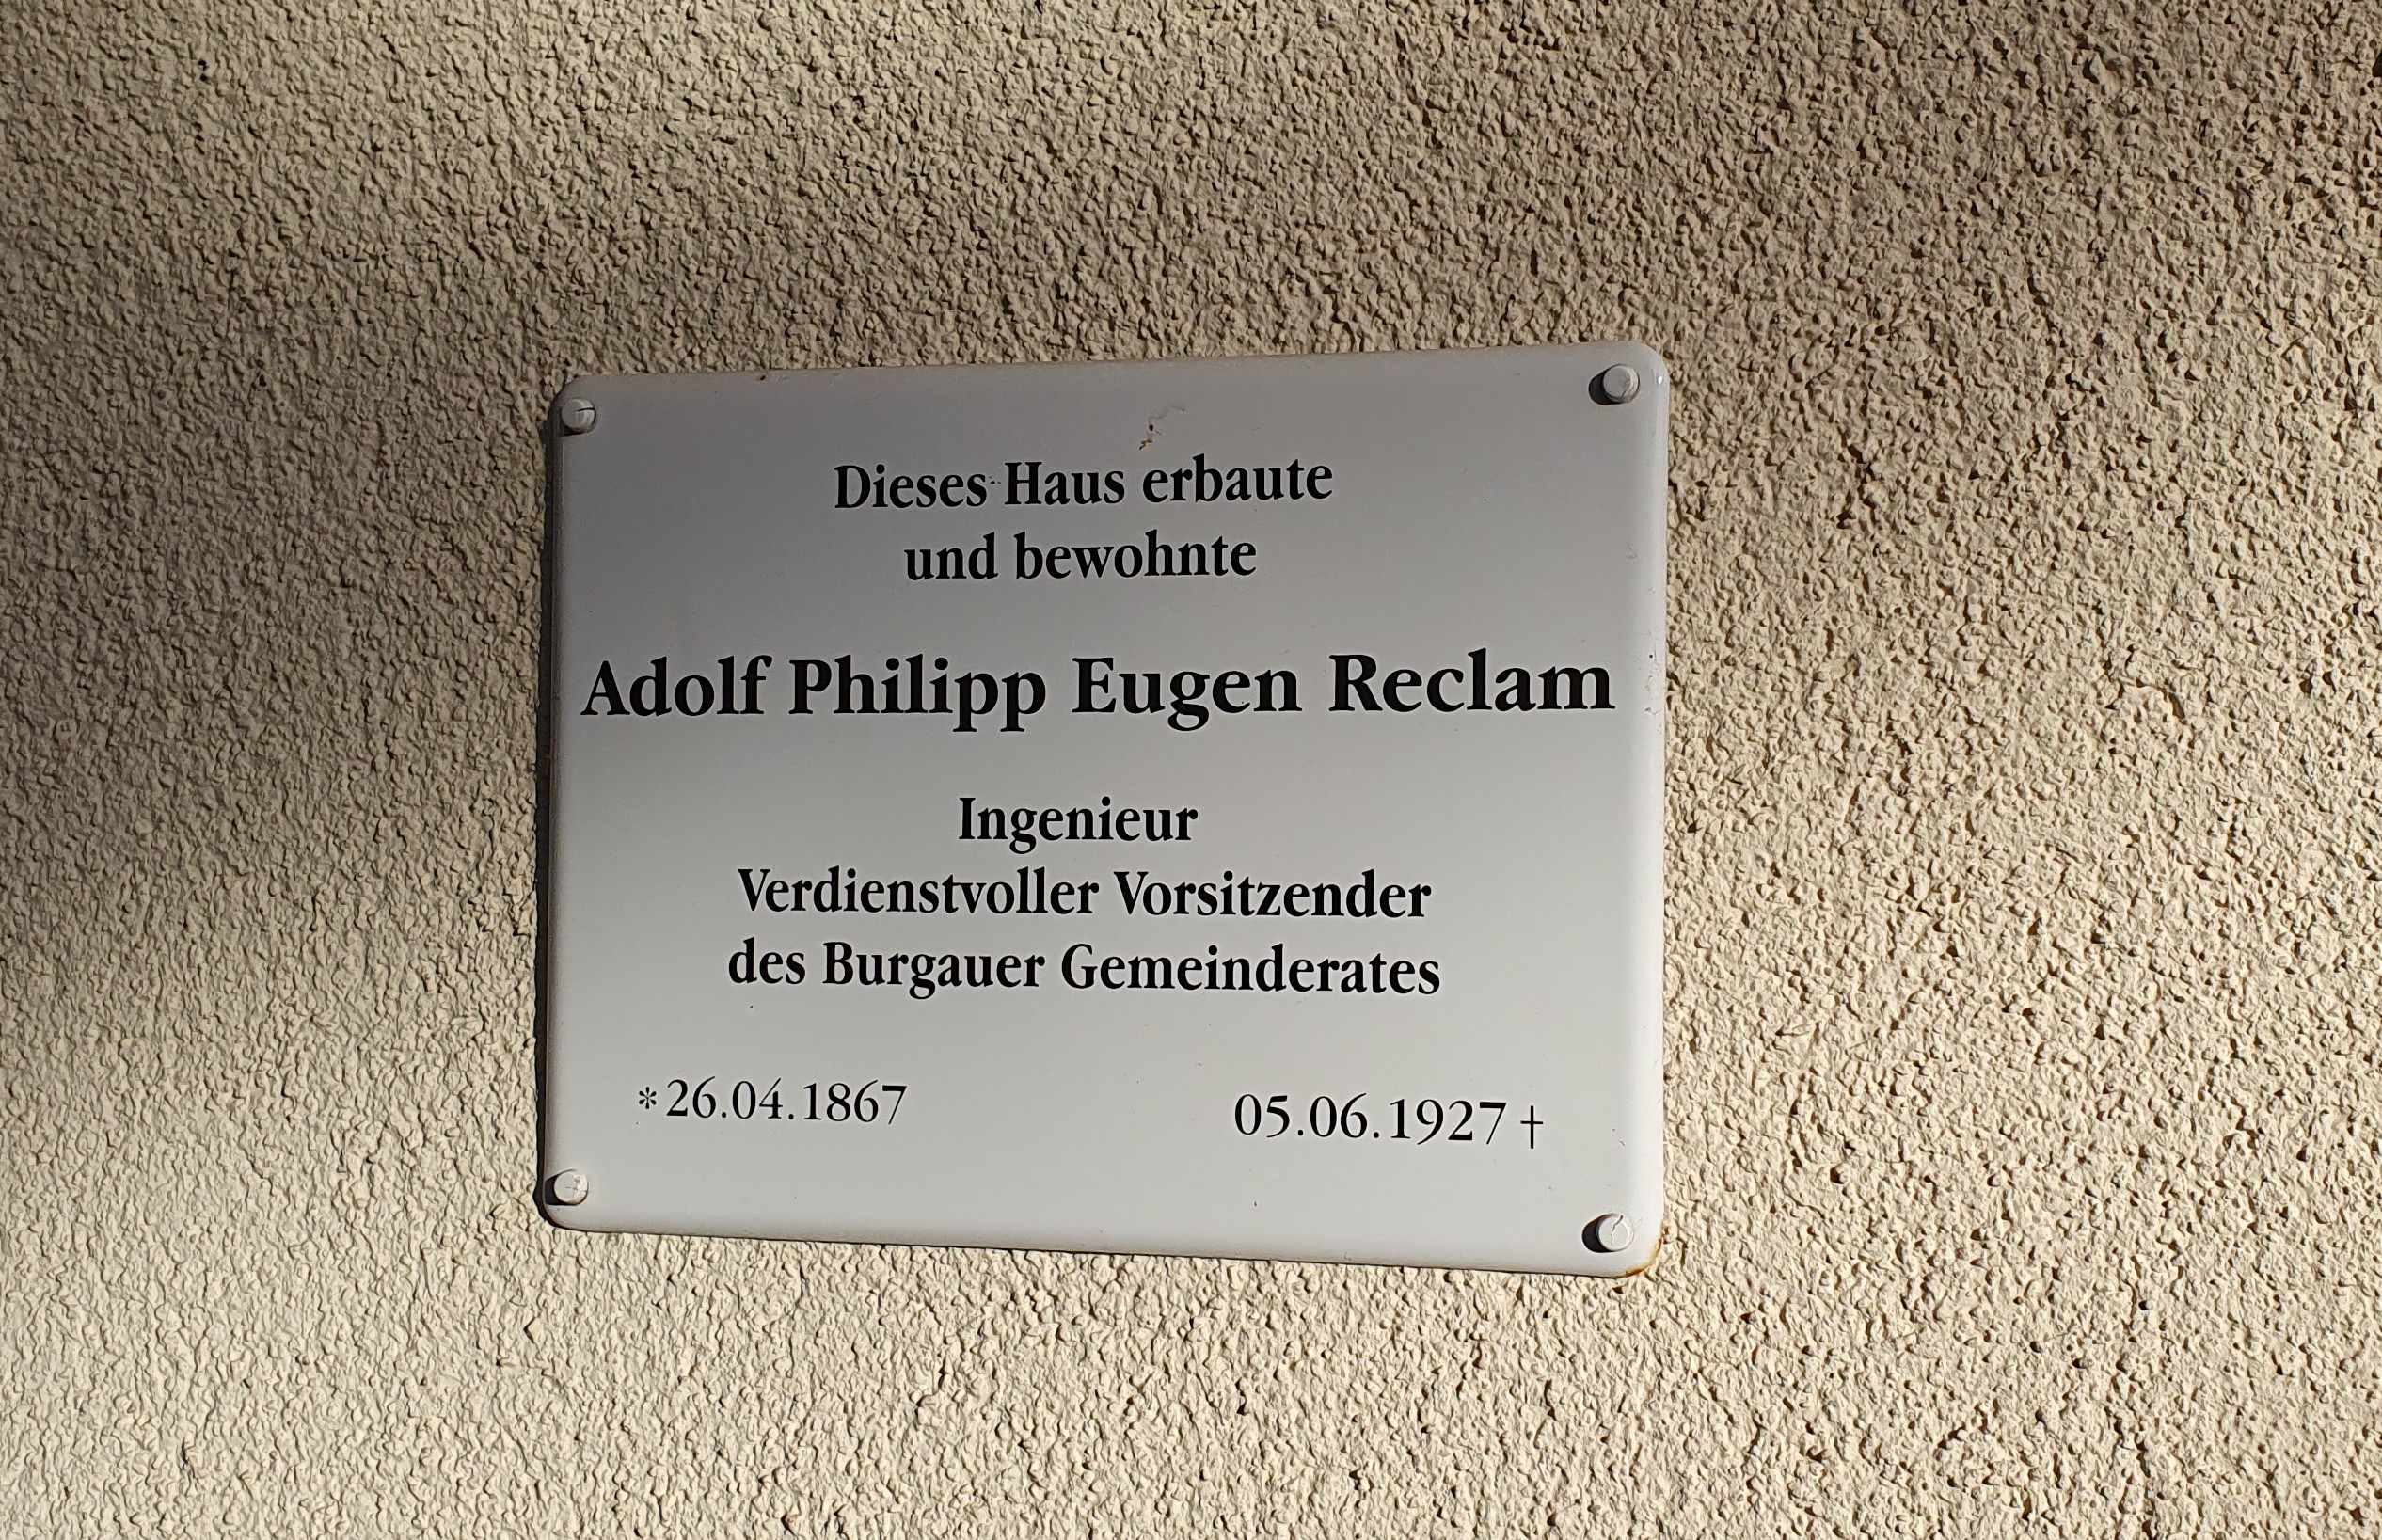 Dieses Haus erbaute
und bewohnte
Adolf Philipp Eugen Reclam
Ingenieur
Verdienstvoller Vorsitzender
des Burgauer Gemeinderates
*26.04.1867 05.06.1927 †